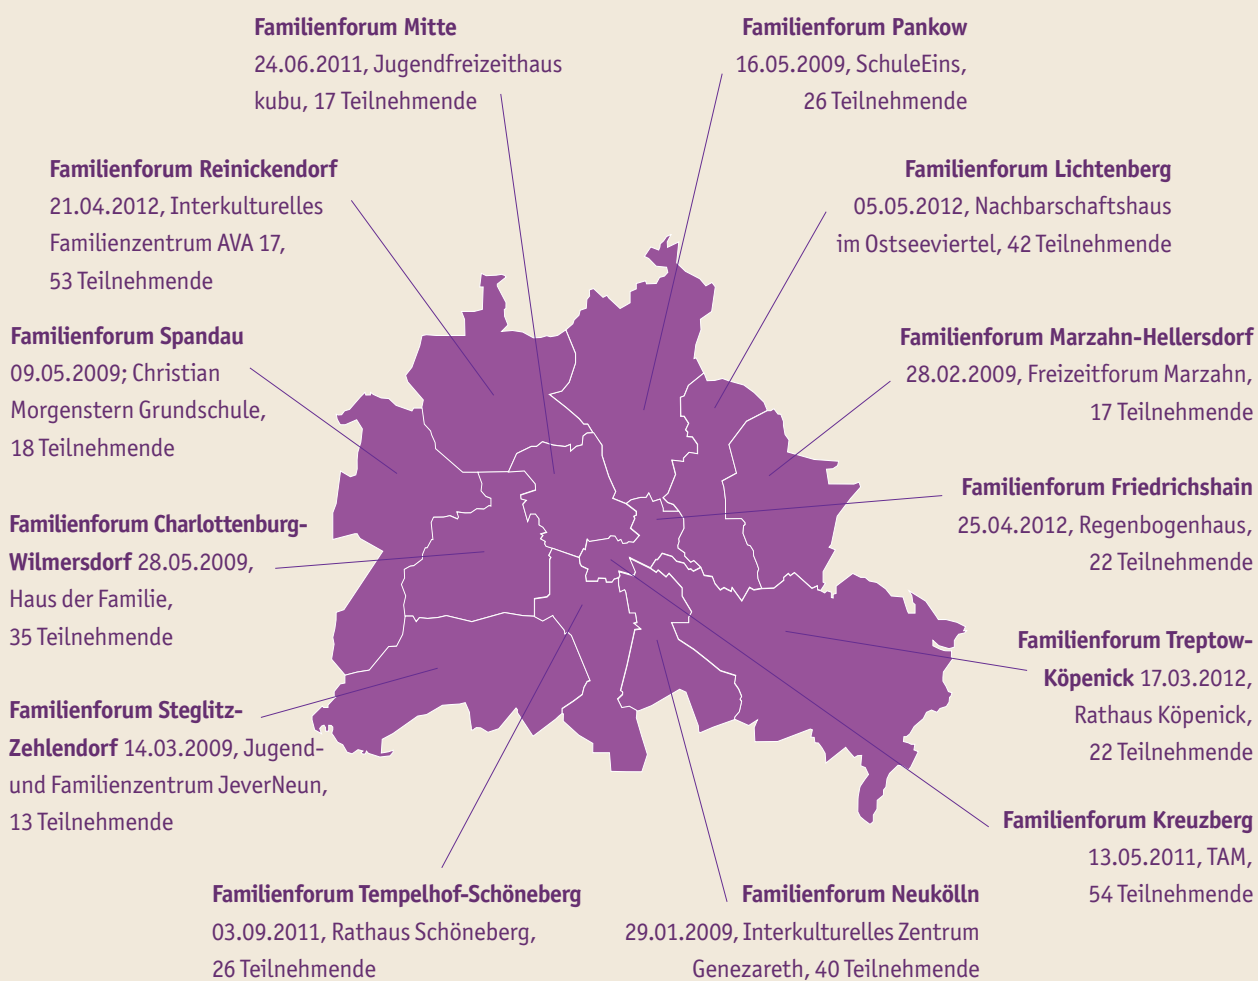 Familienforum Mitte
24.06.2011, Jugendfreizeithaus
kubu, 17 Teilnehmende
Familienforum Pankow
16.05.2009, SchuleEins,
26 Teilnehmende
Familienforum Reinickendorf
21.04.2012, Interkulturelles
Familienzentrum AVA 17,
53 Teilnehmende
Familienforum Lichtenberg
05.05.2012, Nachbarschaftshaus
im Ostseeviertel, 42 Teilnehmende
Familienforum Spandau
09.05.2009; Christian
Morgenstern Grundschule,
18 Teilnehmende
Familienforum Marzahn-Hellersdorf
28.02.2009, Freizeitforum Marzahn,
17 Teilnehmende
Familienforum Charlottenburg-
Wilmersdorf 28.05.2009,
Haus der Familie,
35 Teilnehmende
Familienforum Friedrichshain
25.04.2012, Regenbogenhaus,
22 Teilnehmende
Familienforum Steglitz-
Zehlendorf 14.03.2009, Jugend-
und Familienzentrum JeverNeun,
13 Teilnehmende
Familienforum Treptow-
Köpenick 17.03.2012,
Rathaus Köpenick,
22 Teilnehmende
Familienforum Kreuzberg
13.05.2011, TAM,
54 Teilnehmende
Familienforum Tempelhof-Schöneberg
03.09.2011, Rathaus Schöneberg,
26 Teilnehmende
Familienforum Neukölln
29.01.2009, Interkulturelles Zentrum
Genezareth, 40 Teilnehmende